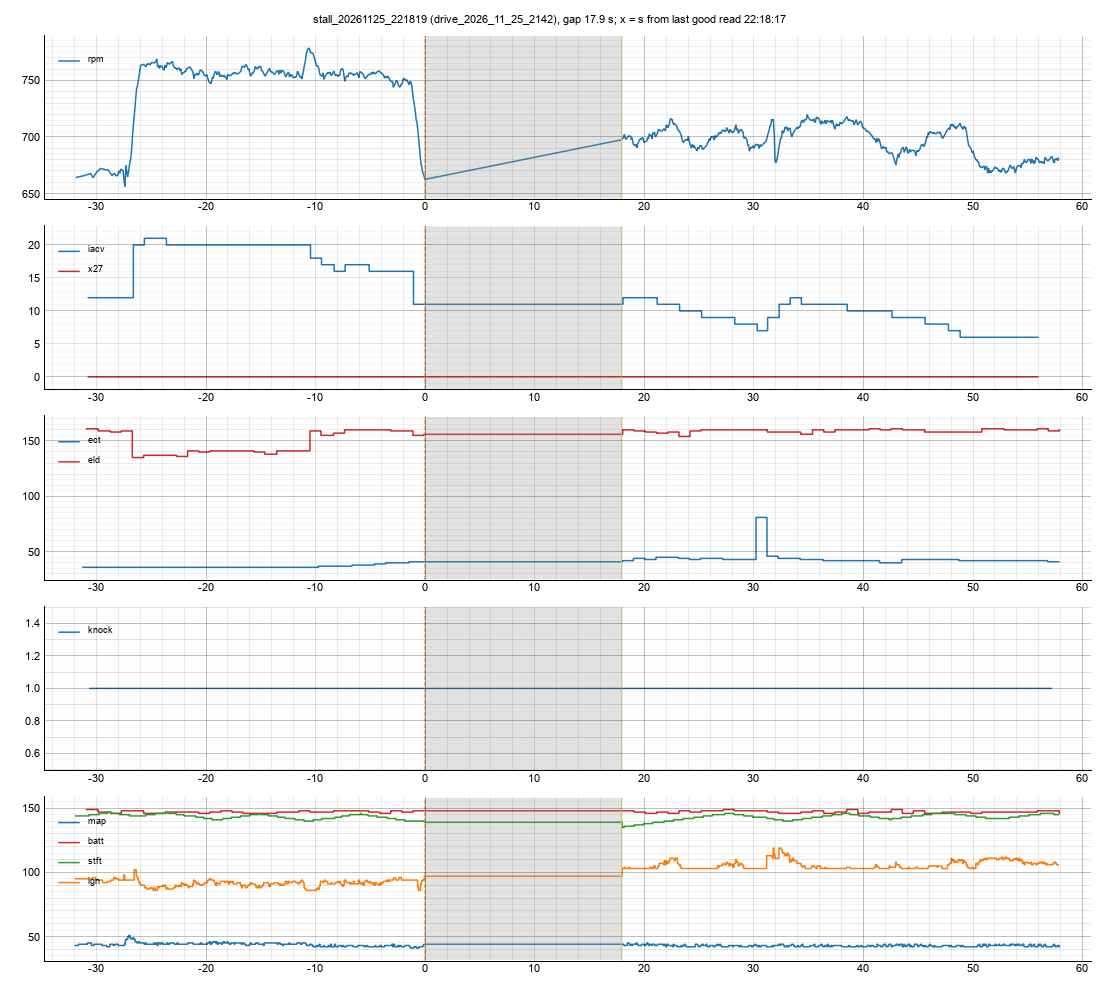 stall_20261125_221819 (drive_2026_11_25_2142), gap 17.9 s; x = s from last good read 22:18:17
rpm
750
700
650
-30 -20 -10 0 10 20 30 40 50 60
iacv
x27
20
15
10
5
0
-30 -20 -10 0 10 20 30 40 50 60
ect
eld
150
100
50
-30 -20 -10 0 10 20 30 40 50 60
knock
1.4
1.2
1.0
0.8
0.6
-30 -20 -10 0 10 20 30 40 50 60
map
batt
stft
ign
150
100
50
-30 -20 -10 0 10 20 30 40 50 60